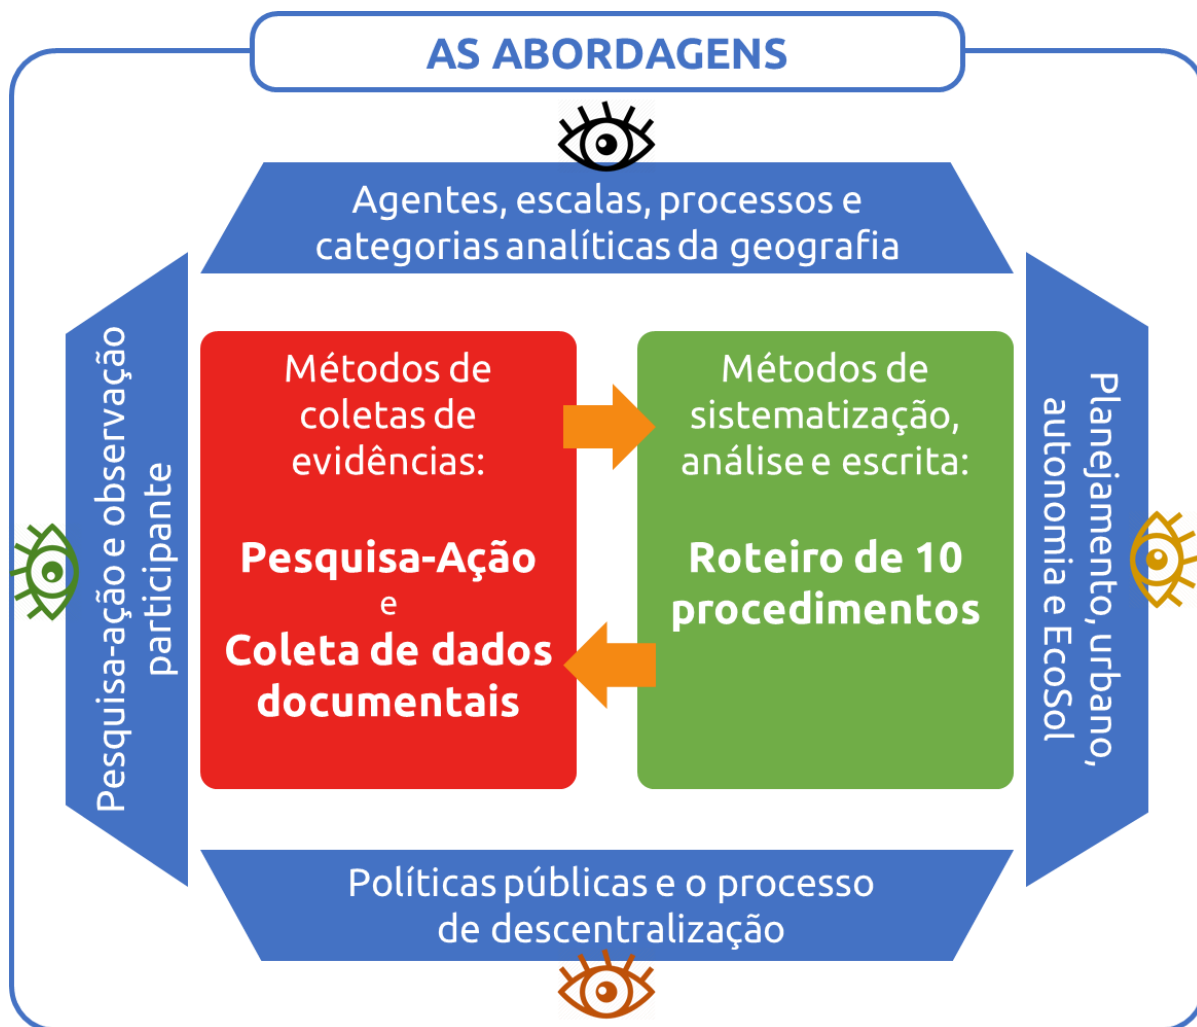 AS ABORDAGENS
Agentes, escalas, processos e
categorias analíticas da geografia
Pesquisa-ação e observação
participante
Métodos de
coletas de
evidências:
Pesquisa-Ação
e
Coleta de dados
documentais
Métodos de
sistematização,
análise e escrita:
Roteiro de 10
procedimentos
Planejamento, urbano,
autonomia e EcoSol
Políticas públicas e o processo
de descentralização